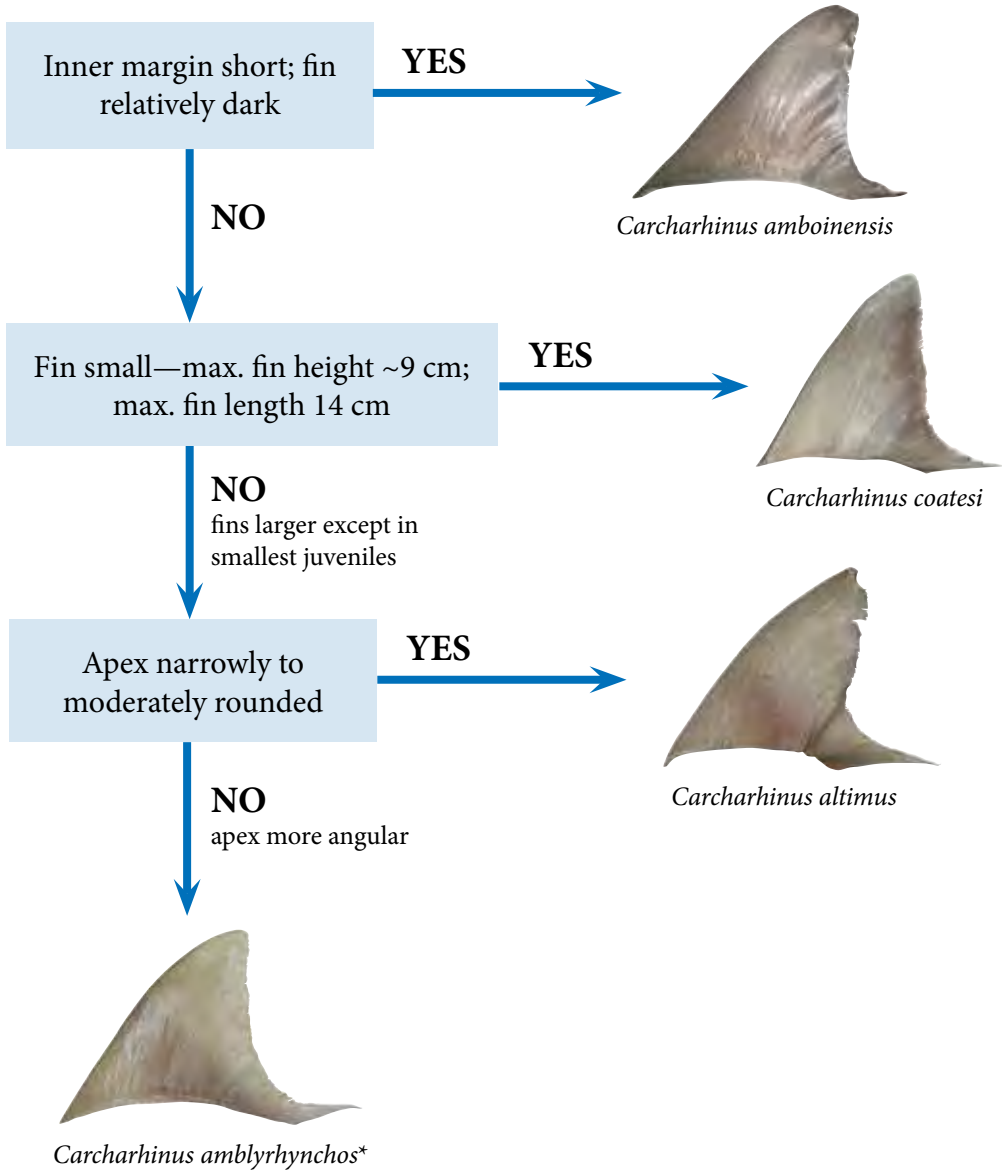 Inner margin short; fin
relatively dark
YES
Carcharhinus amboinensis
NO
Fin small—max. fin height ~9 cm;
max. fin length 14 cm
YES
Carcharhinus coatesi
NO
fins larger except in
smallest juveniles
Apex narrowly to
moderately rounded
YES
Carcharhinus altimus
NO
apex more angular
Carcharhinus amblyrhynchos*